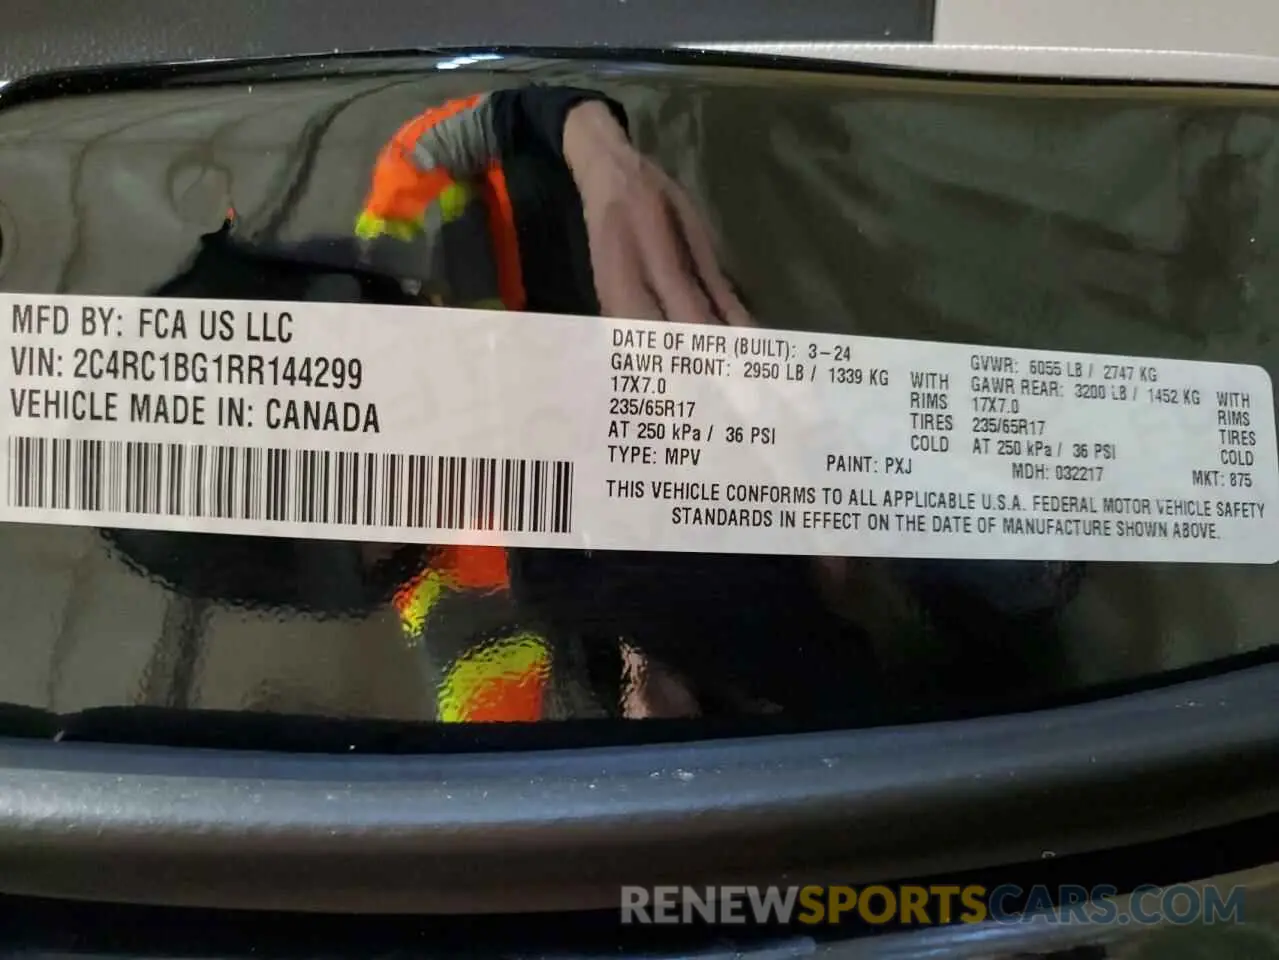 MFD BY: FCA US LLC
VIN: 2C4RC1BG1RR144299
VEHICLE MADE IN: CANADA
DATE OF MFR (BUILT): 3-24
GVWR: 6055 LB / 2747 KG
GAWR FRONT: 2950 LB / 1339 KG WITH
17X7.0 RIMS
235/65R17 TIRES
AT 250 kPa / 36 PSI COLD
GAWR REAR: 3200 LB / 1452 KG WITH
17X7.0 RIMS
235/65R17 TIRES
AT 250 kPa / 36 PSI COLD
TYPE: MPV PAINT: PXJ MDH: 032217 MKT: 875
THIS VEHICLE CONFORMS TO ALL APPLICABLE U.S.A. FEDERAL MOTOR VEHICLE SAFETY
STANDARDS IN EFFECT ON THE DATE OF MANUFACTURE SHOWN ABOVE.
RENEWSPORTSCARS.COM